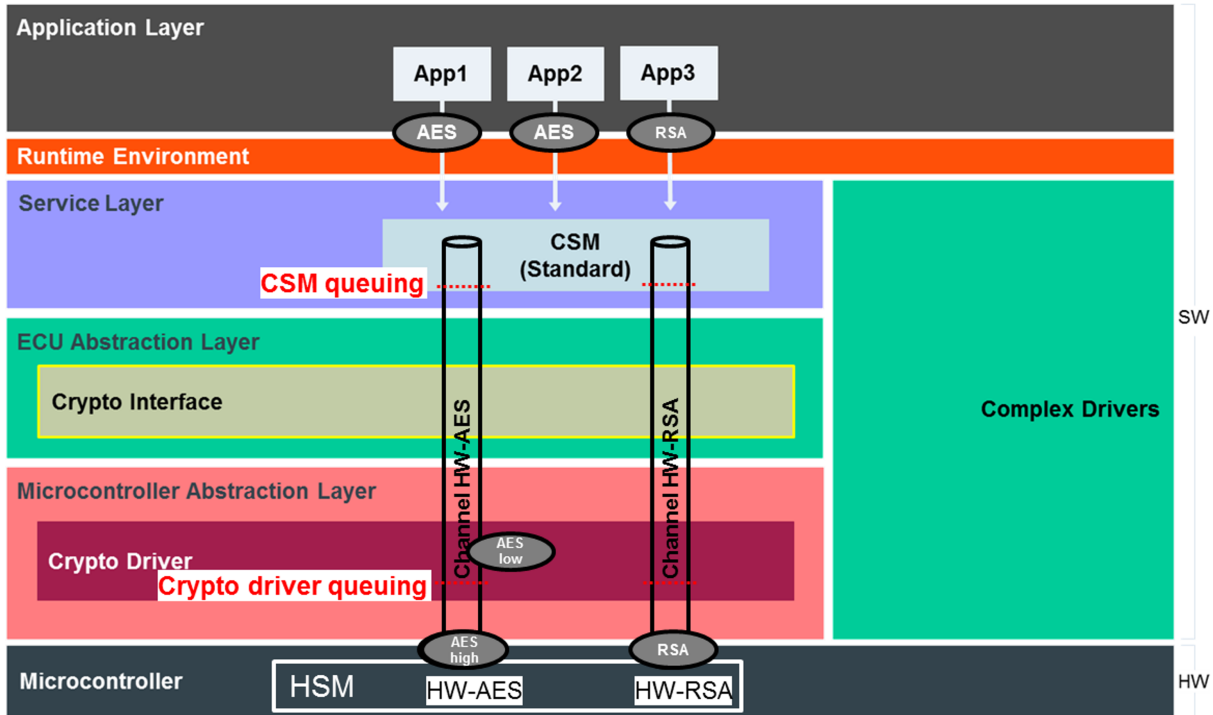 Application Layer
App1
App2
App3
AES
AES
RSA
Runtime Environment
Service Layer
CSM
(Standard)
CSM queuing
ECU Abstraction Layer
Crypto Interface
Complex Drivers
SW
Channel HW-AES
Channel HW-RSA
Microcontroller Abstraction Layer
Crypto Driver
AES
low
Crypto driver queuing
AES
high
RSA
Microcontroller
HSM
HW-AES
HW-RSA
HW